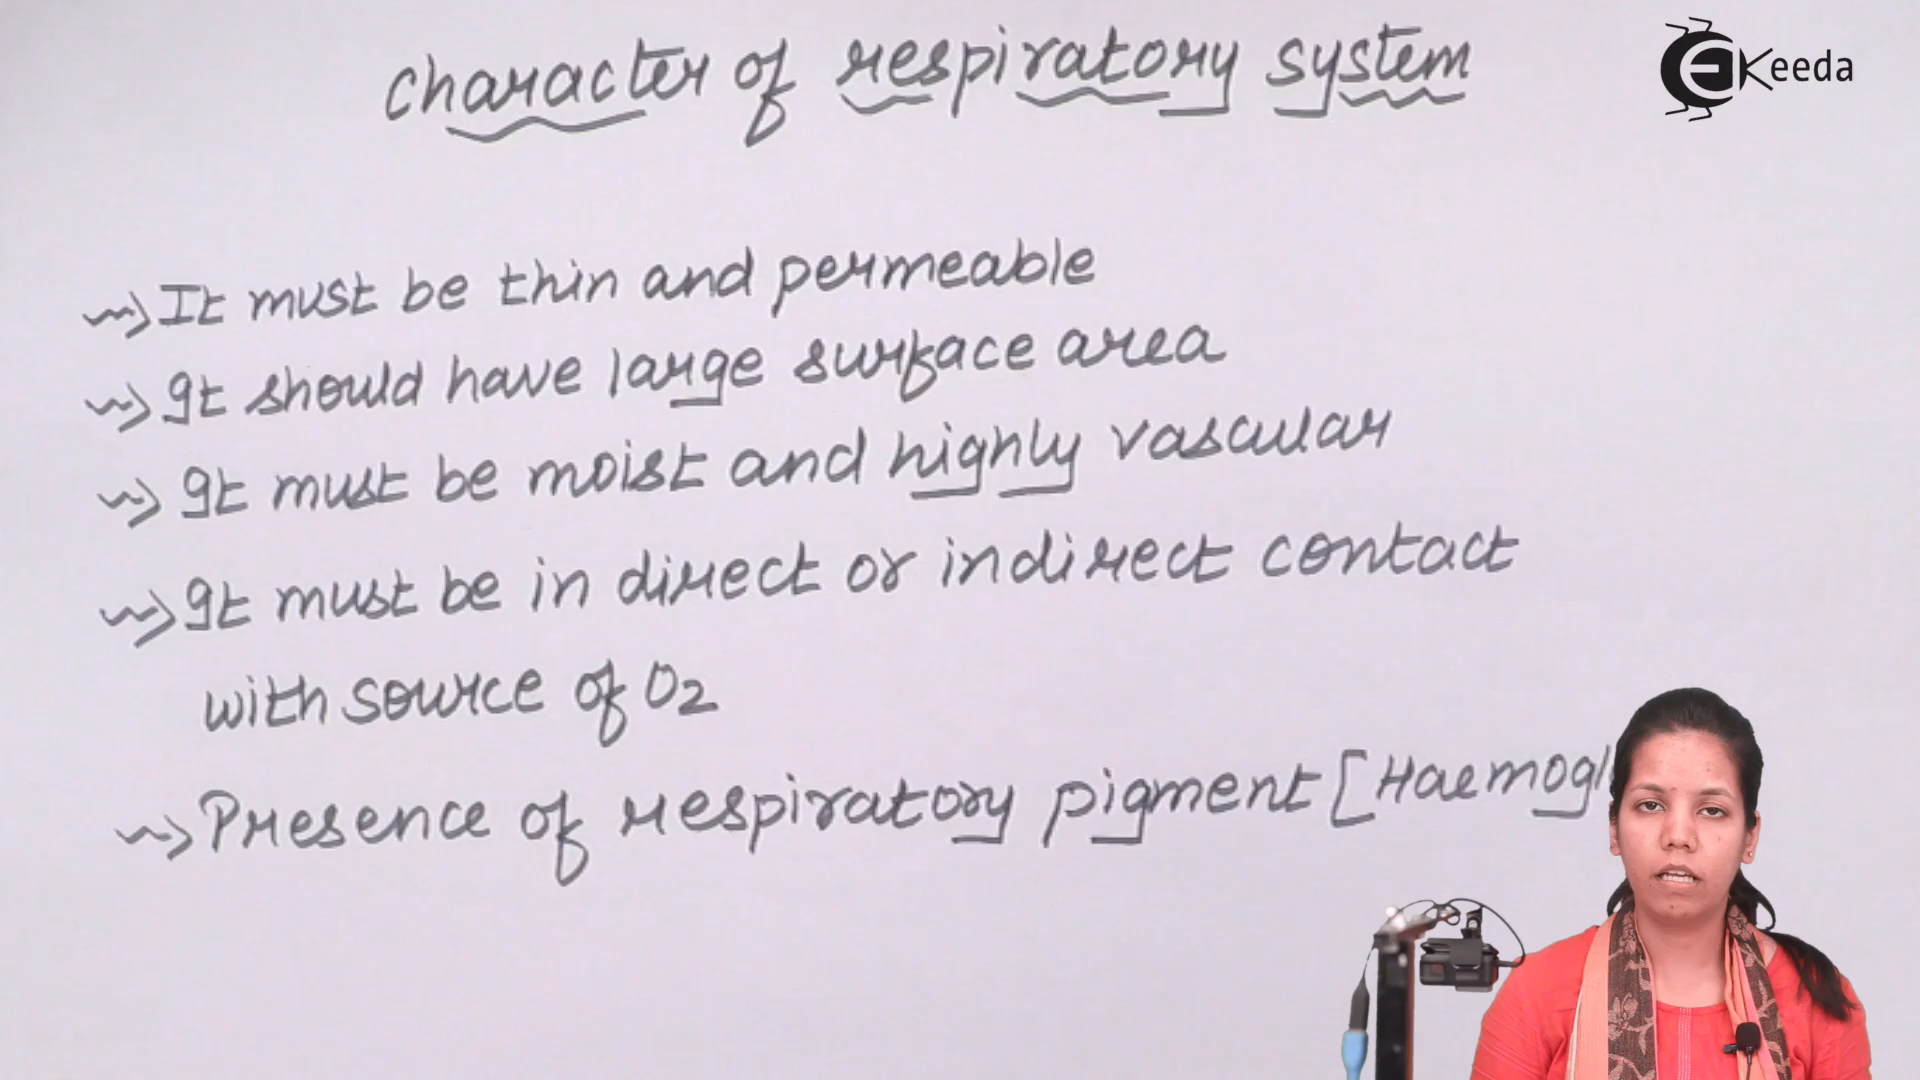 character of respiratory system
EKeeda
It must be thin and permeable
It should have large surface area
It must be moist and highly vascular
It must be in direct or indirect contact
with source of O2
Presence of respiratory pigment [Haemogl